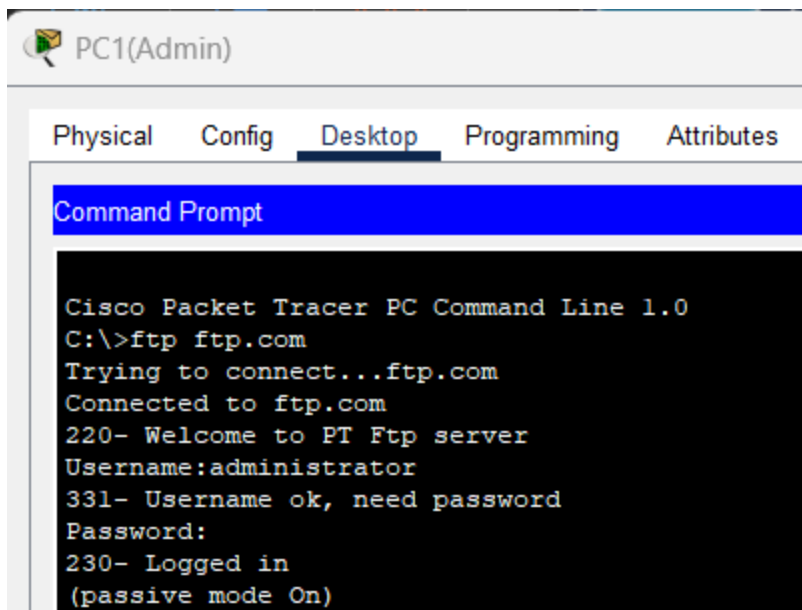 PC1(Admin)
Physical Config Desktop Programming Attributes
Command Prompt
Cisco Packet Tracer PC Command Line 1.0
C:\>ftp ftp.com
Trying to connect...ftp.com
Connected to ftp.com
220- Welcome to PT Ftp server
Username:administrator
331- Username ok, need password
Password:
230- Logged in
(passive mode On)